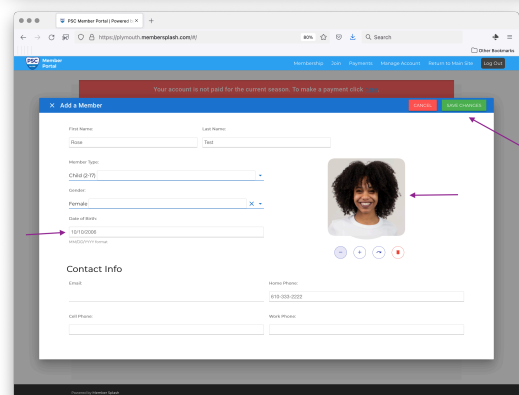 PSC Member Portal | Powered b
https://plymouth.membersplash.com/#/
80%
Search
Other Bookmarks
PSC
Member Portal
Membership Join Payments Manage Account Return to Main Site Log Out
Your account is not paid for the current season. To make a payment click
Add a Member
CANCEL
SAVE CHANGES
First Name:
Last Name:
Rose
Test
Member Type:
Child (2-17)
Gender:
Female
Date of Birth:
10/10/2008
MM/DD/YYYY format
Contact Info
Email:
Home Phone:
610-333-2222
Cell Phone:
Work Phone:
Powered by Member Splash